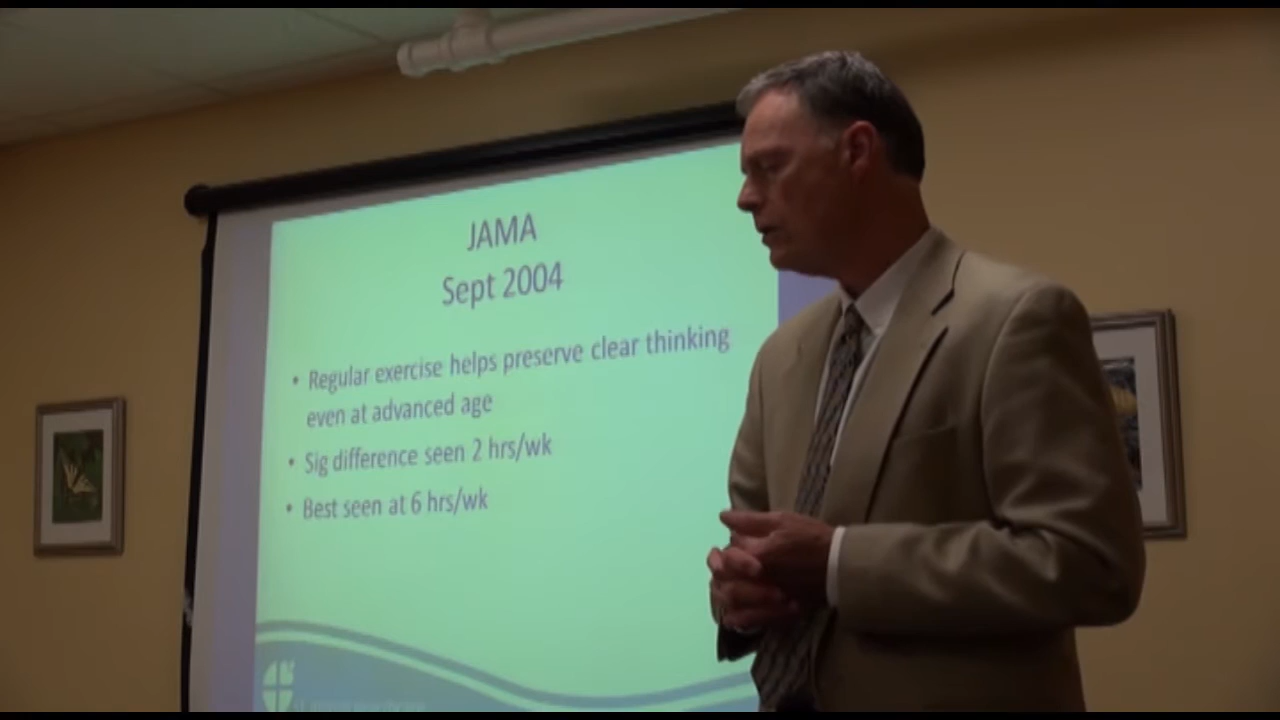 JAMA
Sept 2004
• Regular exercise helps preserve clear thinking
even at advanced age
• Sig difference seen 2 hrs/wk
• Best seen at 6 hrs/wk